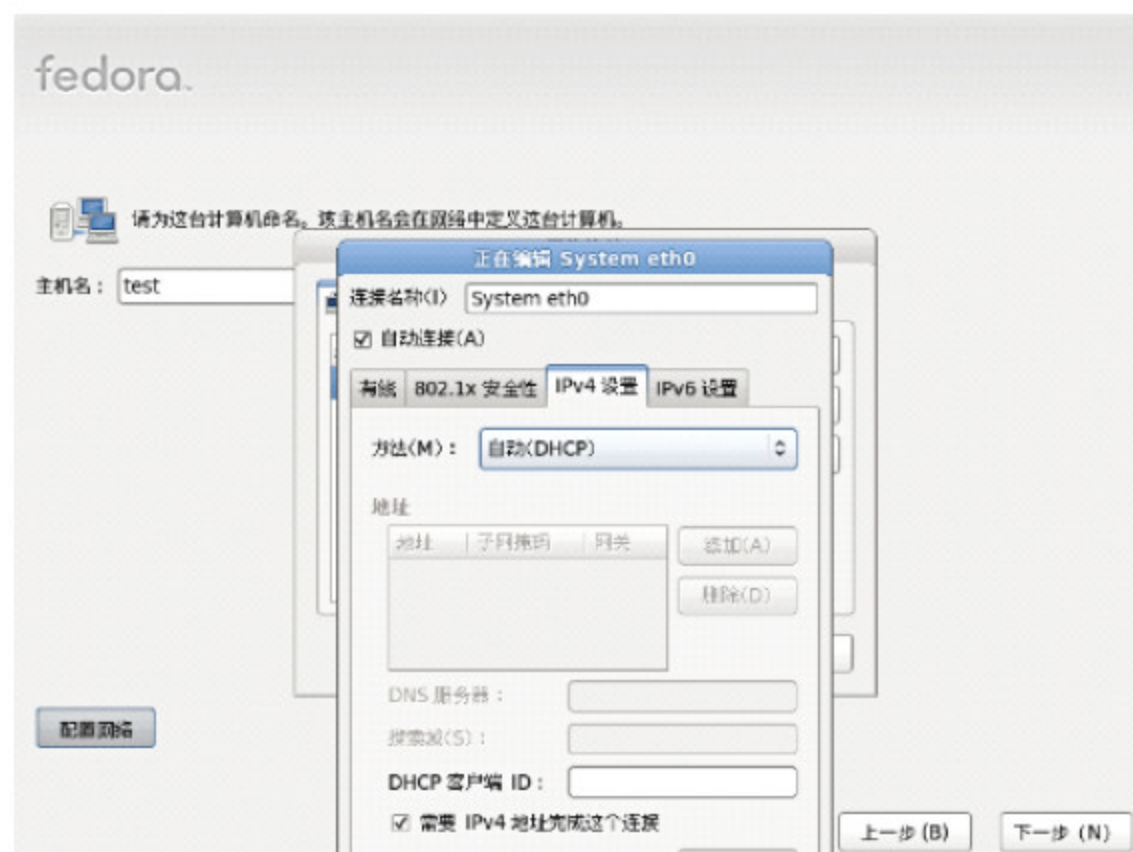 fedora
请为这台计算机命名。该主机名会在网络中定义这台计算机。
正在编辑 System eth0
主机名： test
连接名称(I) System eth0
自动连接(A)
有线 802.1x 安全性 IPv4 设置 IPv6 设置
方法(M)： 自动(DHCP)
地址
地址 子网掩码 网关 添加(A)
删除(D)
DNS 服务器：
搜索域(S)：
配置网络
DHCP 客户端 ID：
需要 IPv4 地址完成这个连接
上一步 (B) 下一步 (N)